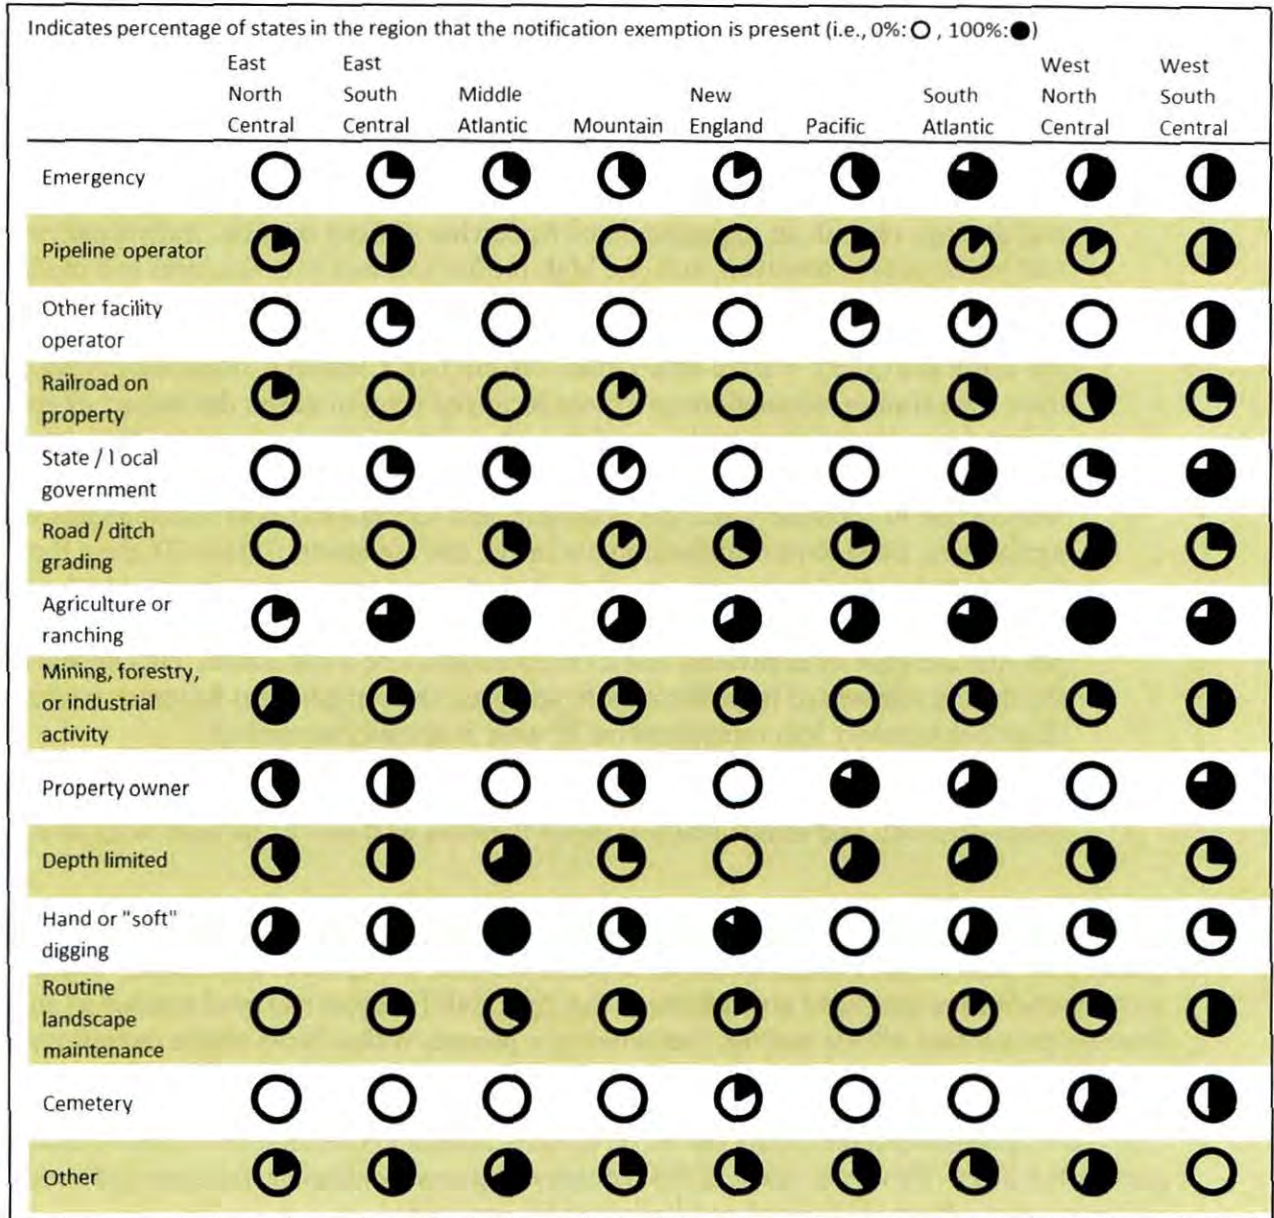 Indicates percentage of states in the region that the notification exemption is present (i.e., 0%: , 100%: )
East East West West
North South Middle New South North South
Central Central Atlantic Mountain England Pacific Atlantic Central Central
Emergency
Pipeline operator
Other facility
operator
Railroad on
property
State / l ocal
government
Road / ditch
grading
Agriculture or
ranching
Mining, forestry,
or industrial
activity
Property owner
Depth limited
Hand or "soft"
digging
Routine
landscape
maintenance
Cemetery
Other